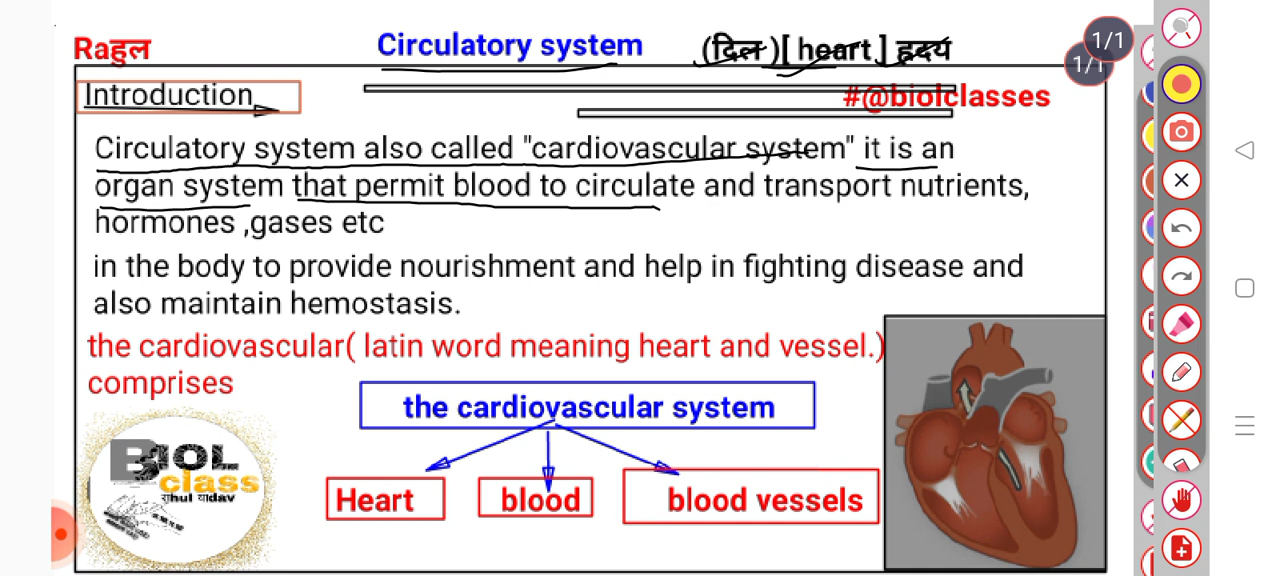 Raहुल
Circulatory system
(दिल )[ heart ] हृदय
1/1
1/1
Introduction
#@biolclasses
Circulatory system also called "cardiovascular system" it is an
organ system that permit blood to circulate and transport nutrients,
hormones ,gases etc
in the body to provide nourishment and help in fighting disease and
also maintain hemostasis.
the cardiovascular( latin word meaning heart and vessel.)
comprises
the cardiovascular system
Heart
blood
blood vessels
BIOL
class
राहुल यादव